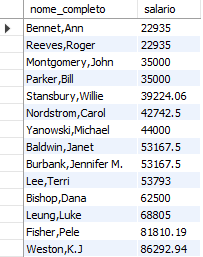 nome_completo salario
Bennet,Ann 22935
Reeves,Roger 22935
Montgomery,John 35000
Parker,Bill 35000
Stansbury,Willie 39224.06
Nordstrom,Carol 42742.5
Yanowski,Michael 44000
Baldwin,Janet 53167.5
Burbank,Jennifer M. 53167.5
Lee,Terri 53793
Bishop,Dana 62500
Leung,Luke 68805
Fisher,Pele 81810.19
Weston,K.J 86292.94